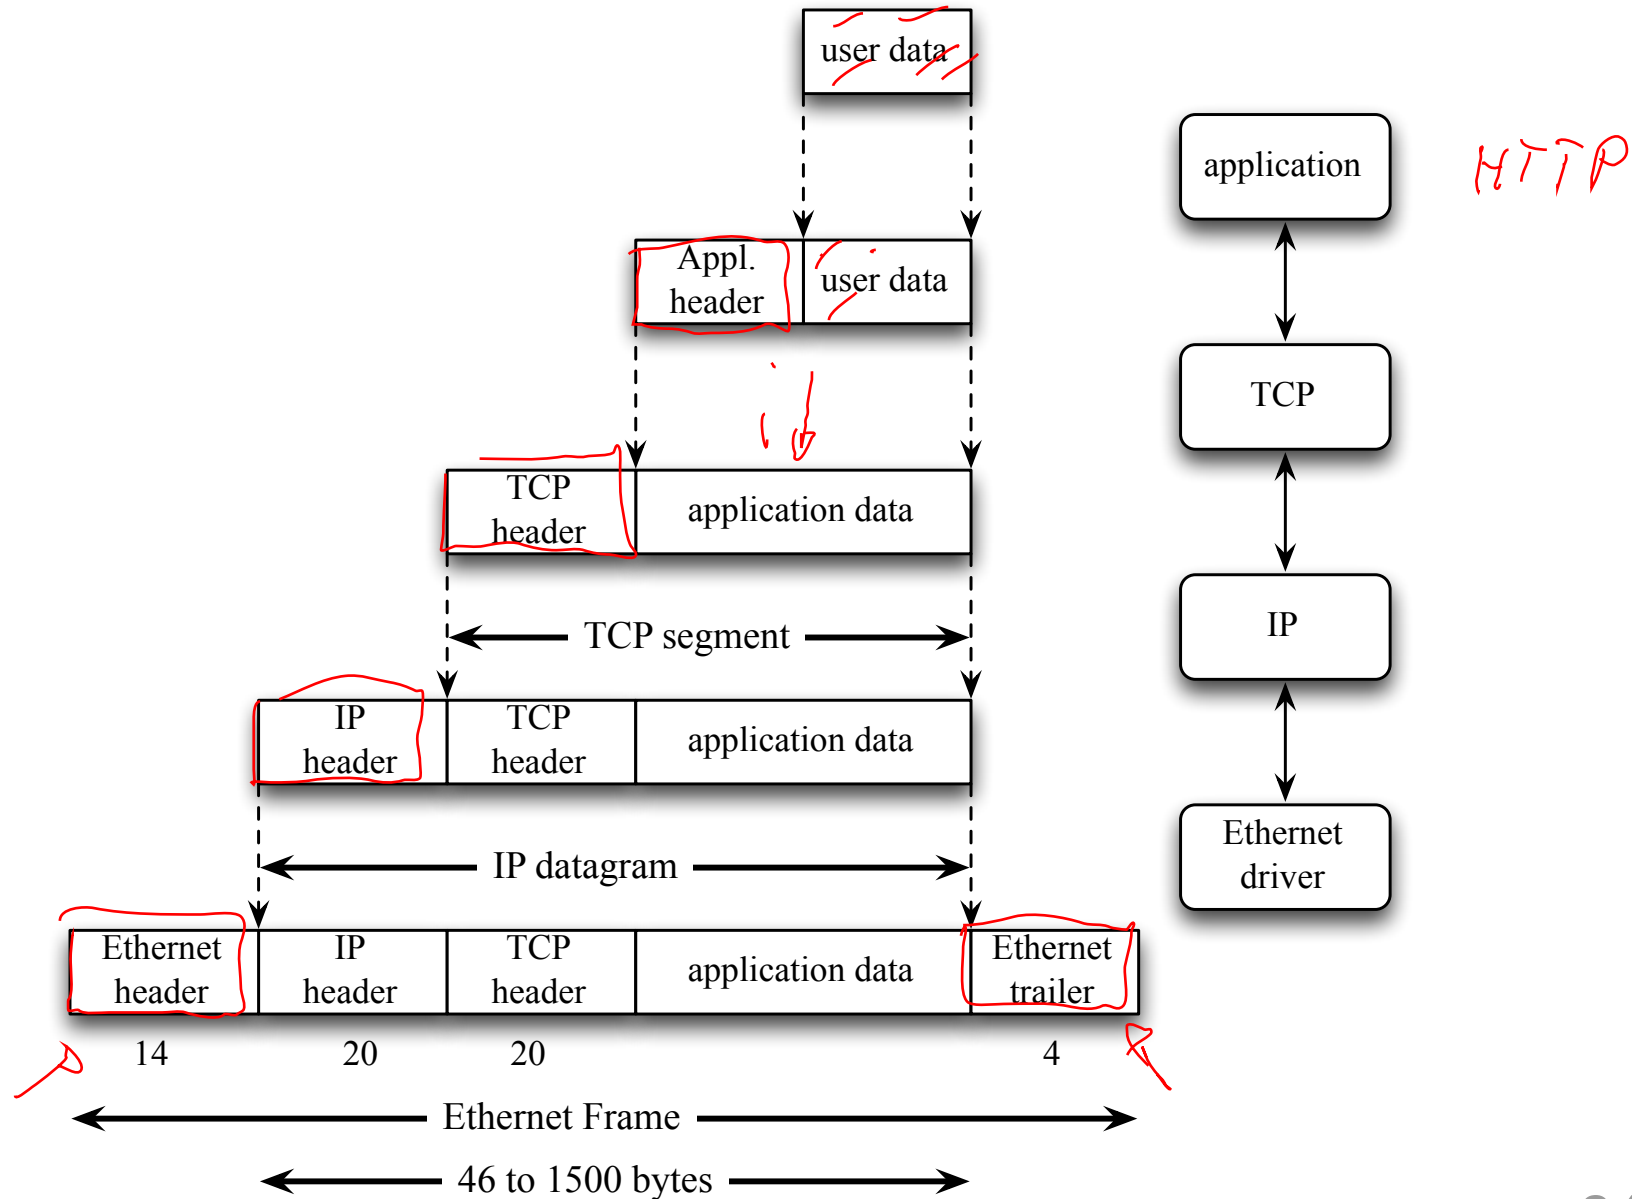 user data
application
HTTP
Appl.
header
user data
TCP
TCP
header
application data
TCP segment
IP
IP
header
TCP
header
application data
Ethernet
driver
IP datagram
Ethernet
header
IP
header
TCP
header
application data
Ethernet
trailer
14
20
20
4
Ethernet Frame
46 to 1500 bytes